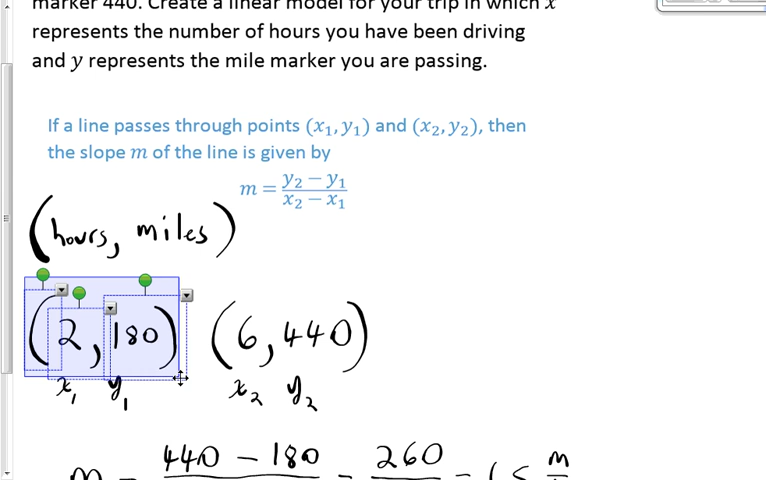 marker 440. Create a linear model for your trip in which x
represents the number of hours you have been driving
and y represents the mile marker you are passing.
If a line passes through points (x₁, y₁) and (x₂, y₂), then
the slope m of the line is given by
m = (y₂ − y₁)/(x₂ − x₁)
(hours, miles)
(2, 180) (6, 440)
x₁ y₁ x₂ y₂
440 − 180 = 260 =